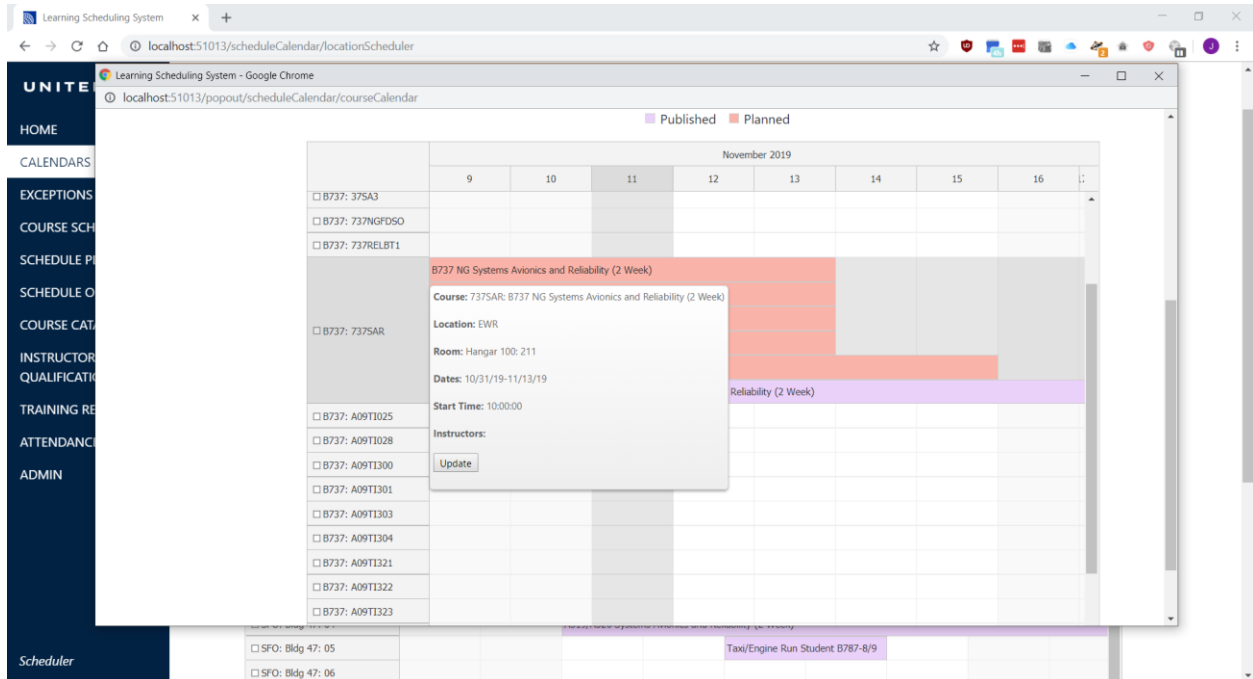 Learning Scheduling System
localhost:51013/scheduleCalendar/locationScheduler
Learning Scheduling System - Google Chrome
localhost:51013/popout/scheduleCalendar/courseCalendar
UNITE
HOME
CALENDARS
EXCEPTIONS
COURSE SCH
SCHEDULE
SCHEDULE O
COURSE CAT
INSTRUCTOR
QUALIFICATI
TRAINING RE
ATTENDANC
ADMIN
Scheduler
Published Planned
November 2019
9 10 11 12 13 14 15 16
B737: 37SA3
B737: 737NGFDSO
B737: 737RELBT1
B737: 737SAR
B737 NG Systems Avionics and Reliability (2 Week)
Course: 737SAR: B737 NG Systems Avionics and Reliability (2 Week)
Location: EWR
Room: Hangar 100: 211
Dates: 10/31/19-11/13/19
Start Time: 10:00:00
Instructors:
Update
Reliability (2 Week)
B737: A09TI025
B737: A09TI028
B737: A09TI300
B737: A09TI301
B737: A09TI303
B737: A09TI304
B737: A09TI321
B737: A09TI322
B737: A09TI323
SFO: Bldg 47: 05
Taxi/Engine Run Student B787-8/9
SFO: Bldg 47: 06